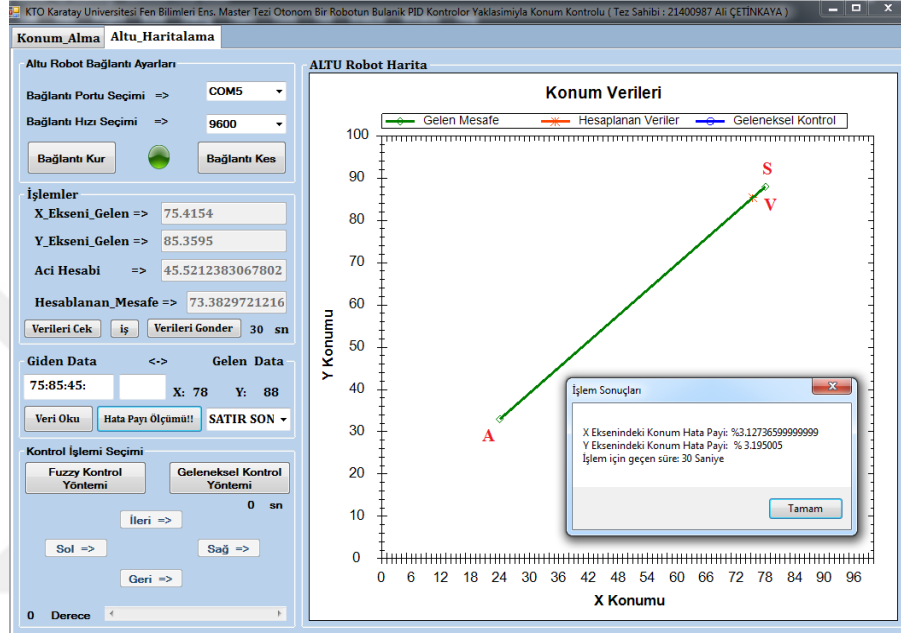 KTO Karatay Universitesi Fen Bilimleri Ens. Master Tezi Otonom Bir Robotun Bulanik PID Kontrolor Yaklasimiyla Konum Kontrolu ( Tez Sahibi : 21400987 Ali ÇETİNKAYA )
Konum_Alma Altu_Haritalama
Altu Robot Bağlantı Ayarları
Bağlantı Portu Seçimi => COM5
Bağlantı Hızı Seçimi => 9600
Bağlantı Kur Bağlantı Kes
İşlemler
X_Ekseni_Gelen => 75.4154
Y_Ekseni_Gelen => 85.3595
Aci Hesabi => 45.5212383067802
Hesablanan_Mesafe => 73.3829721216
Verileri Cek iş Verileri Gonder 30 sn
Giden Data <-> Gelen Data
75:85:45: X: 78 Y: 88
Veri Oku Hata Payı Ölçümü!! SATIR SON
Kontrol İşlemi Seçimi
Fuzzy Kontrol Yöntemi
Geleneksel Kontrol Yöntemi
0 sn
İleri =>
Sol => Sağ =>
Geri =>
0 Derece
ALTU Robot Harita
Konum Verileri
Gelen Mesafe Hesaplanan Veriler Geleneksel Kontrol
100
90
80
70
60
50
40
30
20
10
0
Y Konumu
S
V
A
0 6 12 18 24 30 36 42 48 54 60 66 72 78 84 90 96
X Konumu
İşlem Sonuçları
X Eksenindeki Konum Hata Payi: %3.12736599999999
Y Eksenindeki Konum Hata Payi: % 3.195005
İşlem için geçen süre: 30 Saniye
Tamam